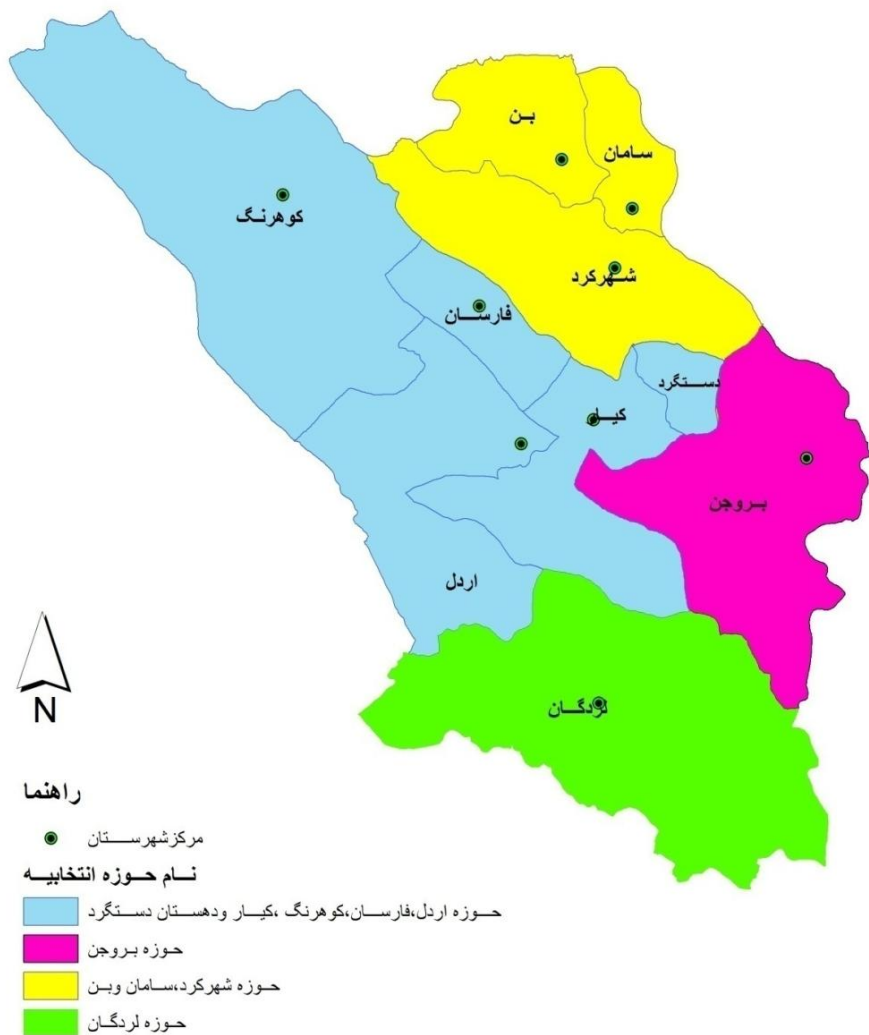 بن
سامان
کوهرنگ
شهرکرد
فارسان
دستگرد
کیار
بروجن
اردل
لردگان
N
راهنما
مرکزشهرستان
نام حوزه انتخابیه
حوزه اردل،فارسان،کوهرنگ ،کیار ودهستان دستگرد
حوزه بروجن
حوزه شهرکرد،سامان وبن
حوزه لردگان